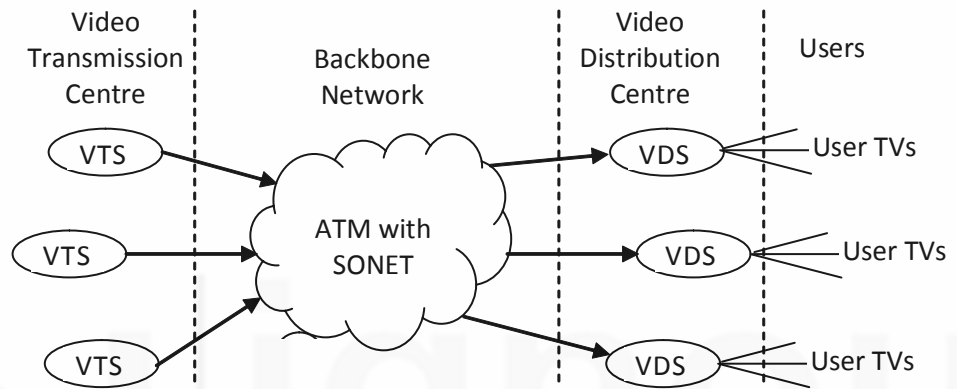 Video
Transmission
Centre
Backbone
Network
Video
Distribution
Centre
Users
VTS
VDS
User TVs
VTS
ATM with
SONET
VDS
User TVs
VTS
VDS
User TVs